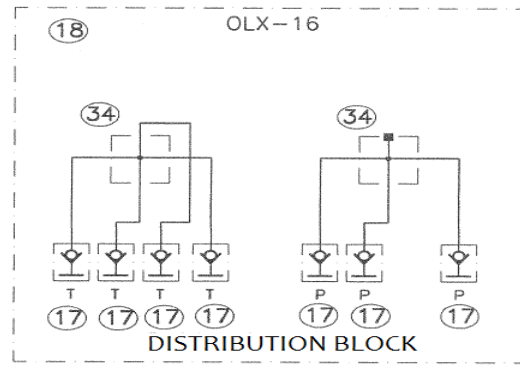 18 OLX-16
34 34
T T T T P P P
17 17 17 17 17 17 17
DISTRIBUTION BLOCK